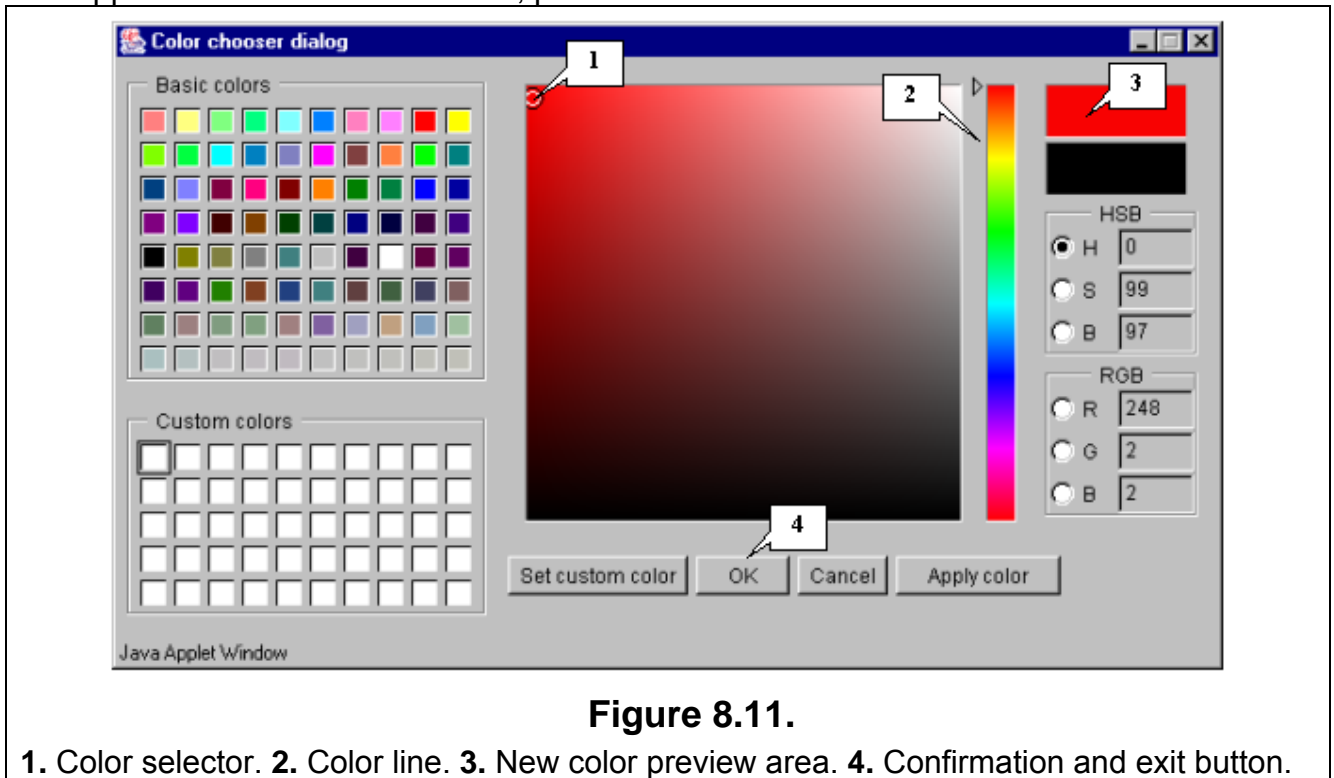 Color chooser dialog
1
Basic colors
2
3
HSB
H 0
S 99
B 97
RGB
R 248
G 2
B 2
Custom colors
4
Set custom color OK Cancel Apply color
Java Applet Window
Figure 8.11.
1. Color selector. 2. Color line. 3. New color preview area. 4. Confirmation and exit button.